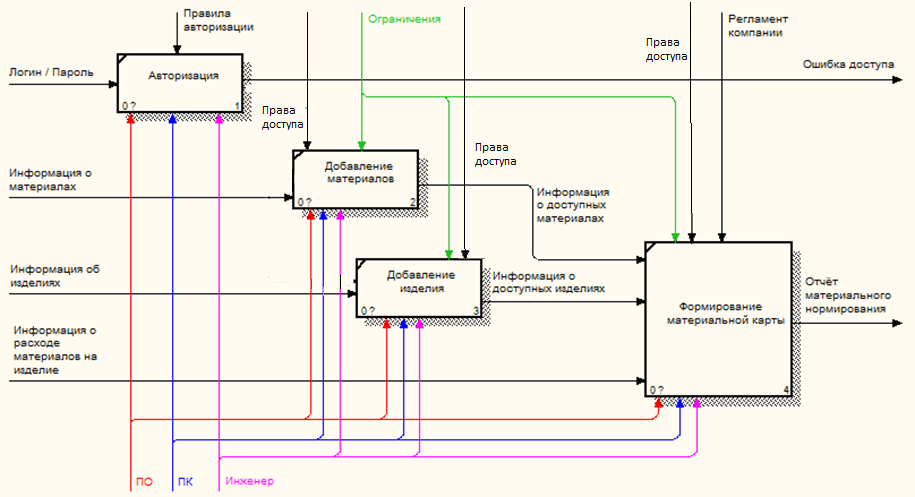 Правила
авторизации
Ограничения
Регламент
компании
Права
доступа
Логин / Пароль
Авторизация
0 ?
1
Ошибка доступа
Права
доступа
Права
доступа
Информация о
материалах
Добавление
материалов
0 ?
2
Информация
о доступных
материалах
Информация об
изделиях
Добавление
изделия
0 ?
3
Информация о
доступных изделиях
Формирование
материальной карты
0 ?
4
Отчёт
материального
нормирования
Информация о
расходе
материалов на
изделие
ПО
ПК
Инженер